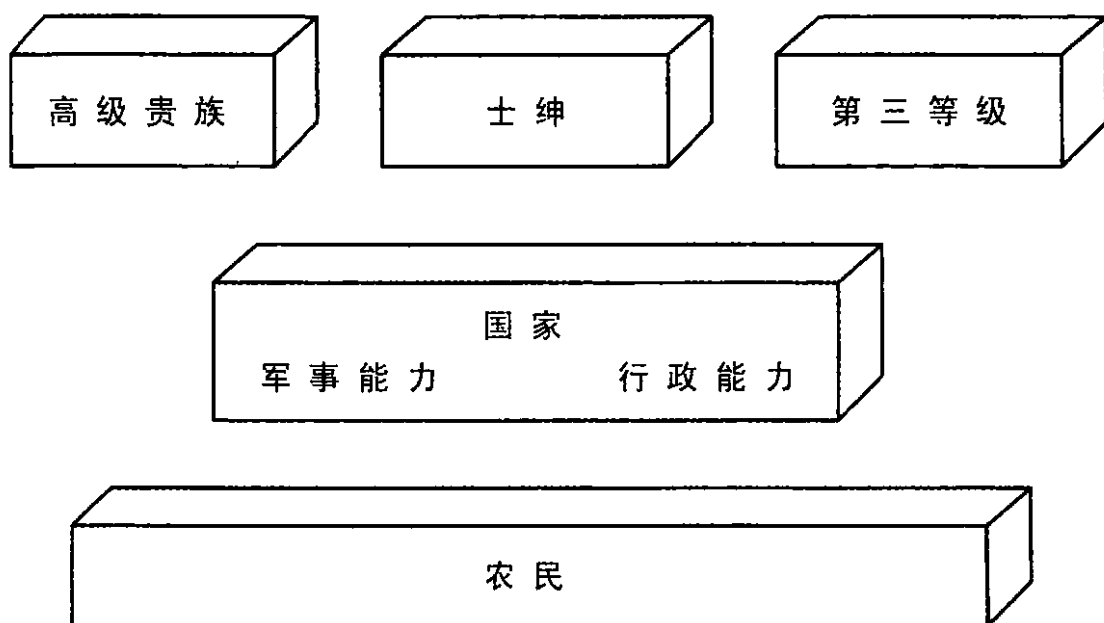 高级贵族
士绅
第三等级
国家
军事能力 行政能力
农民